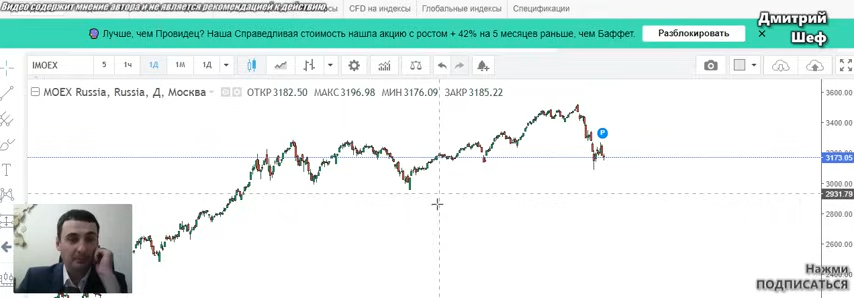 Видео содержит мнение автора и не является рекомендацией к действию.
CFD на индексы
Глобальные индексы
Спецификации
Лучше, чем Провидец? Наша Справедливая стоимость нашла акцию с ростом + 42% на 5 месяцев раньше, чем Баффет.
Разблокировать
Дмитрий
Шеф
IMOEX
5
1ч
1Д
1М
1Д
MOEX Russia, Russia, Д, Москва
ОТКР 3182.50 МАКС 3196.98 МИН 3176.09 ЗАКР 3185.22
P
3600.00
3400.00
3173.05
3000.00
2931.79
2800.00
2600.00
Нажми
ПОДПИСАТЬСЯ